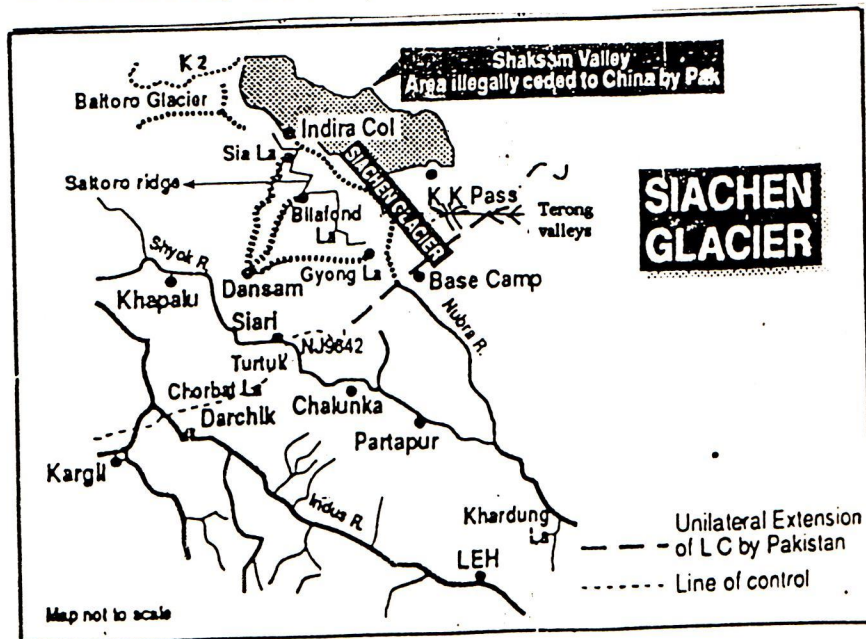 K2
Shaksam Valley
Area illegally ceded to China by Pak
Baltoro Glacier
Indira Col
Sia La
SIACHEN GLACIER
SIACHEN
GLACIER
Sakoro ridge
K K Pass
Bilafond
La
Terong
valleys
Shyok R.
Gyong La
Base Camp
Dansam
Khapalu
Nubra R.
Siari
NJ9842
Turtuk
Chorbat La
Chalunka
Darchik
Partapur
Kargil
Indus R.
Khardung
La
Unilateral Extension
of L C by Pakistan
LEH
Line of control
Map not to scale